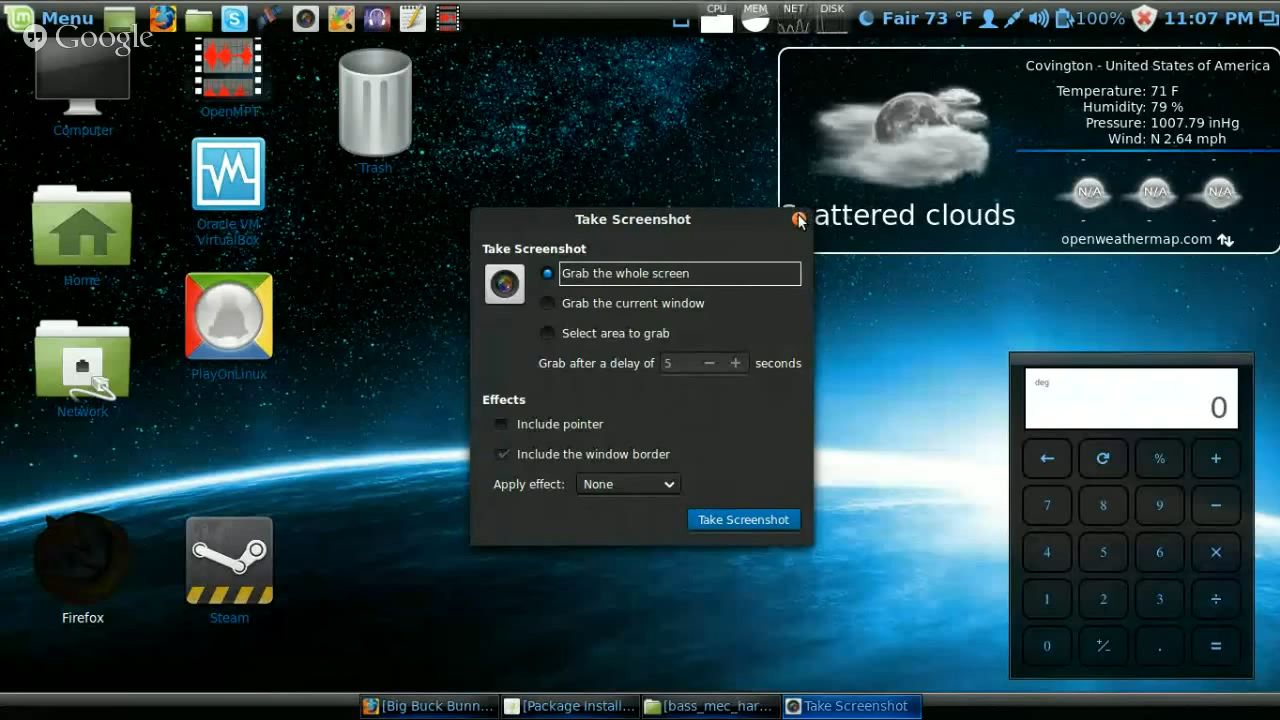 Menu
CPU MEM NET DISK
Fair 73 °F
100%
11:07 PM
Google
Computer
OpenMPT
Trash
Oracle VM
VirtualBox
Home
PlayOnLinux
Network
Firefox
Steam
Covington - United States of America
Temperature: 71 F
Humidity: 79 %
Pressure: 1007.79 inHg
Wind: N 2.64 mph
- - -
N/A N/A N/A
- - -
attered clouds
openweathermap.com
Take Screenshot
Take Screenshot
Grab the whole screen
Grab the current window
Select area to grab
Grab after a delay of 5 − + seconds
Effects
Include pointer
Include the window border
Apply effect: None
Take Screenshot
deg
0
← % +
7 8 9 −
4 5 6 ×
1 2 3 ÷
0 +/− . =
[Big Buck Bunn...
[Package Install...
[bass_mec_har...
Take Screenshot